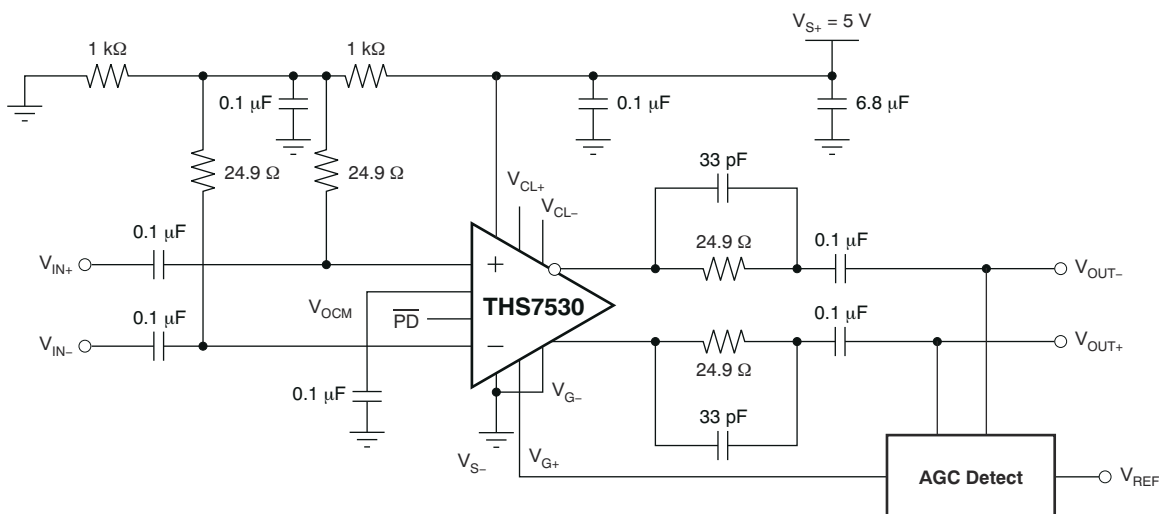 V_S+ = 5 V
1 kΩ
1 kΩ
0.1 μF
0.1 μF
6.8 μF
24.9 Ω
24.9 Ω
33 pF
V_CL+
V_CL−
0.1 μF
24.9 Ω
0.1 μF
V_IN+
+
V_OUT−
THS7530
V_OCM
PD
0.1 μF
0.1 μF
V_IN−
−
V_OUT+
24.9 Ω
0.1 μF
V_G−
33 pF
V_S−
V_G+
AGC Detect
V_REF